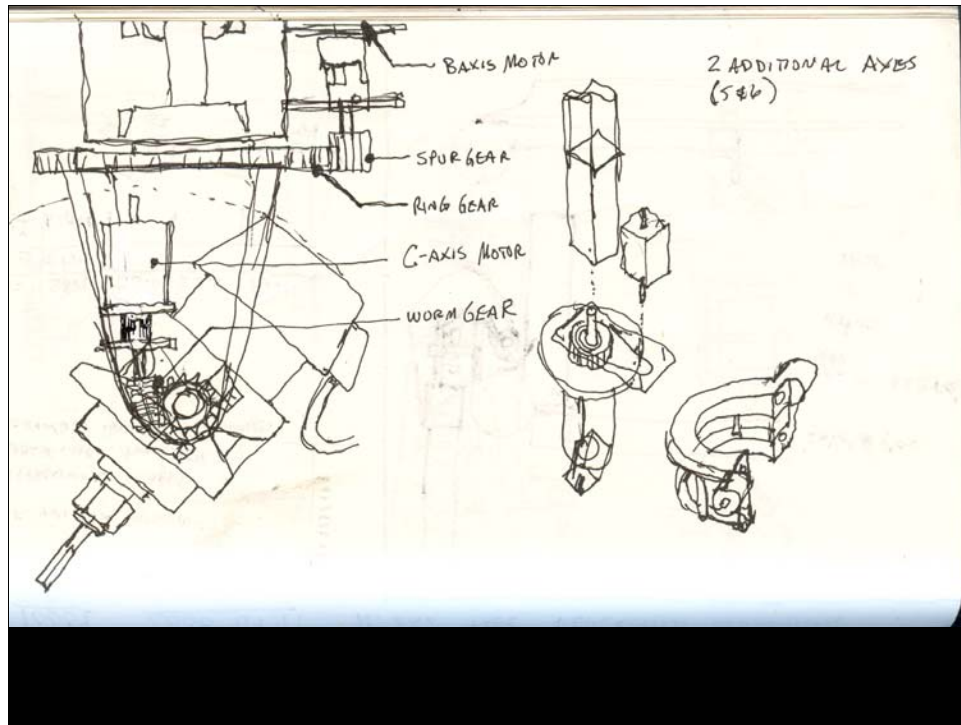 B AXIS MOTOR
2 ADDITIONAL AXES
(5&6)
SPUR GEAR
RING GEAR
C-AXIS MOTOR
WORM GEAR